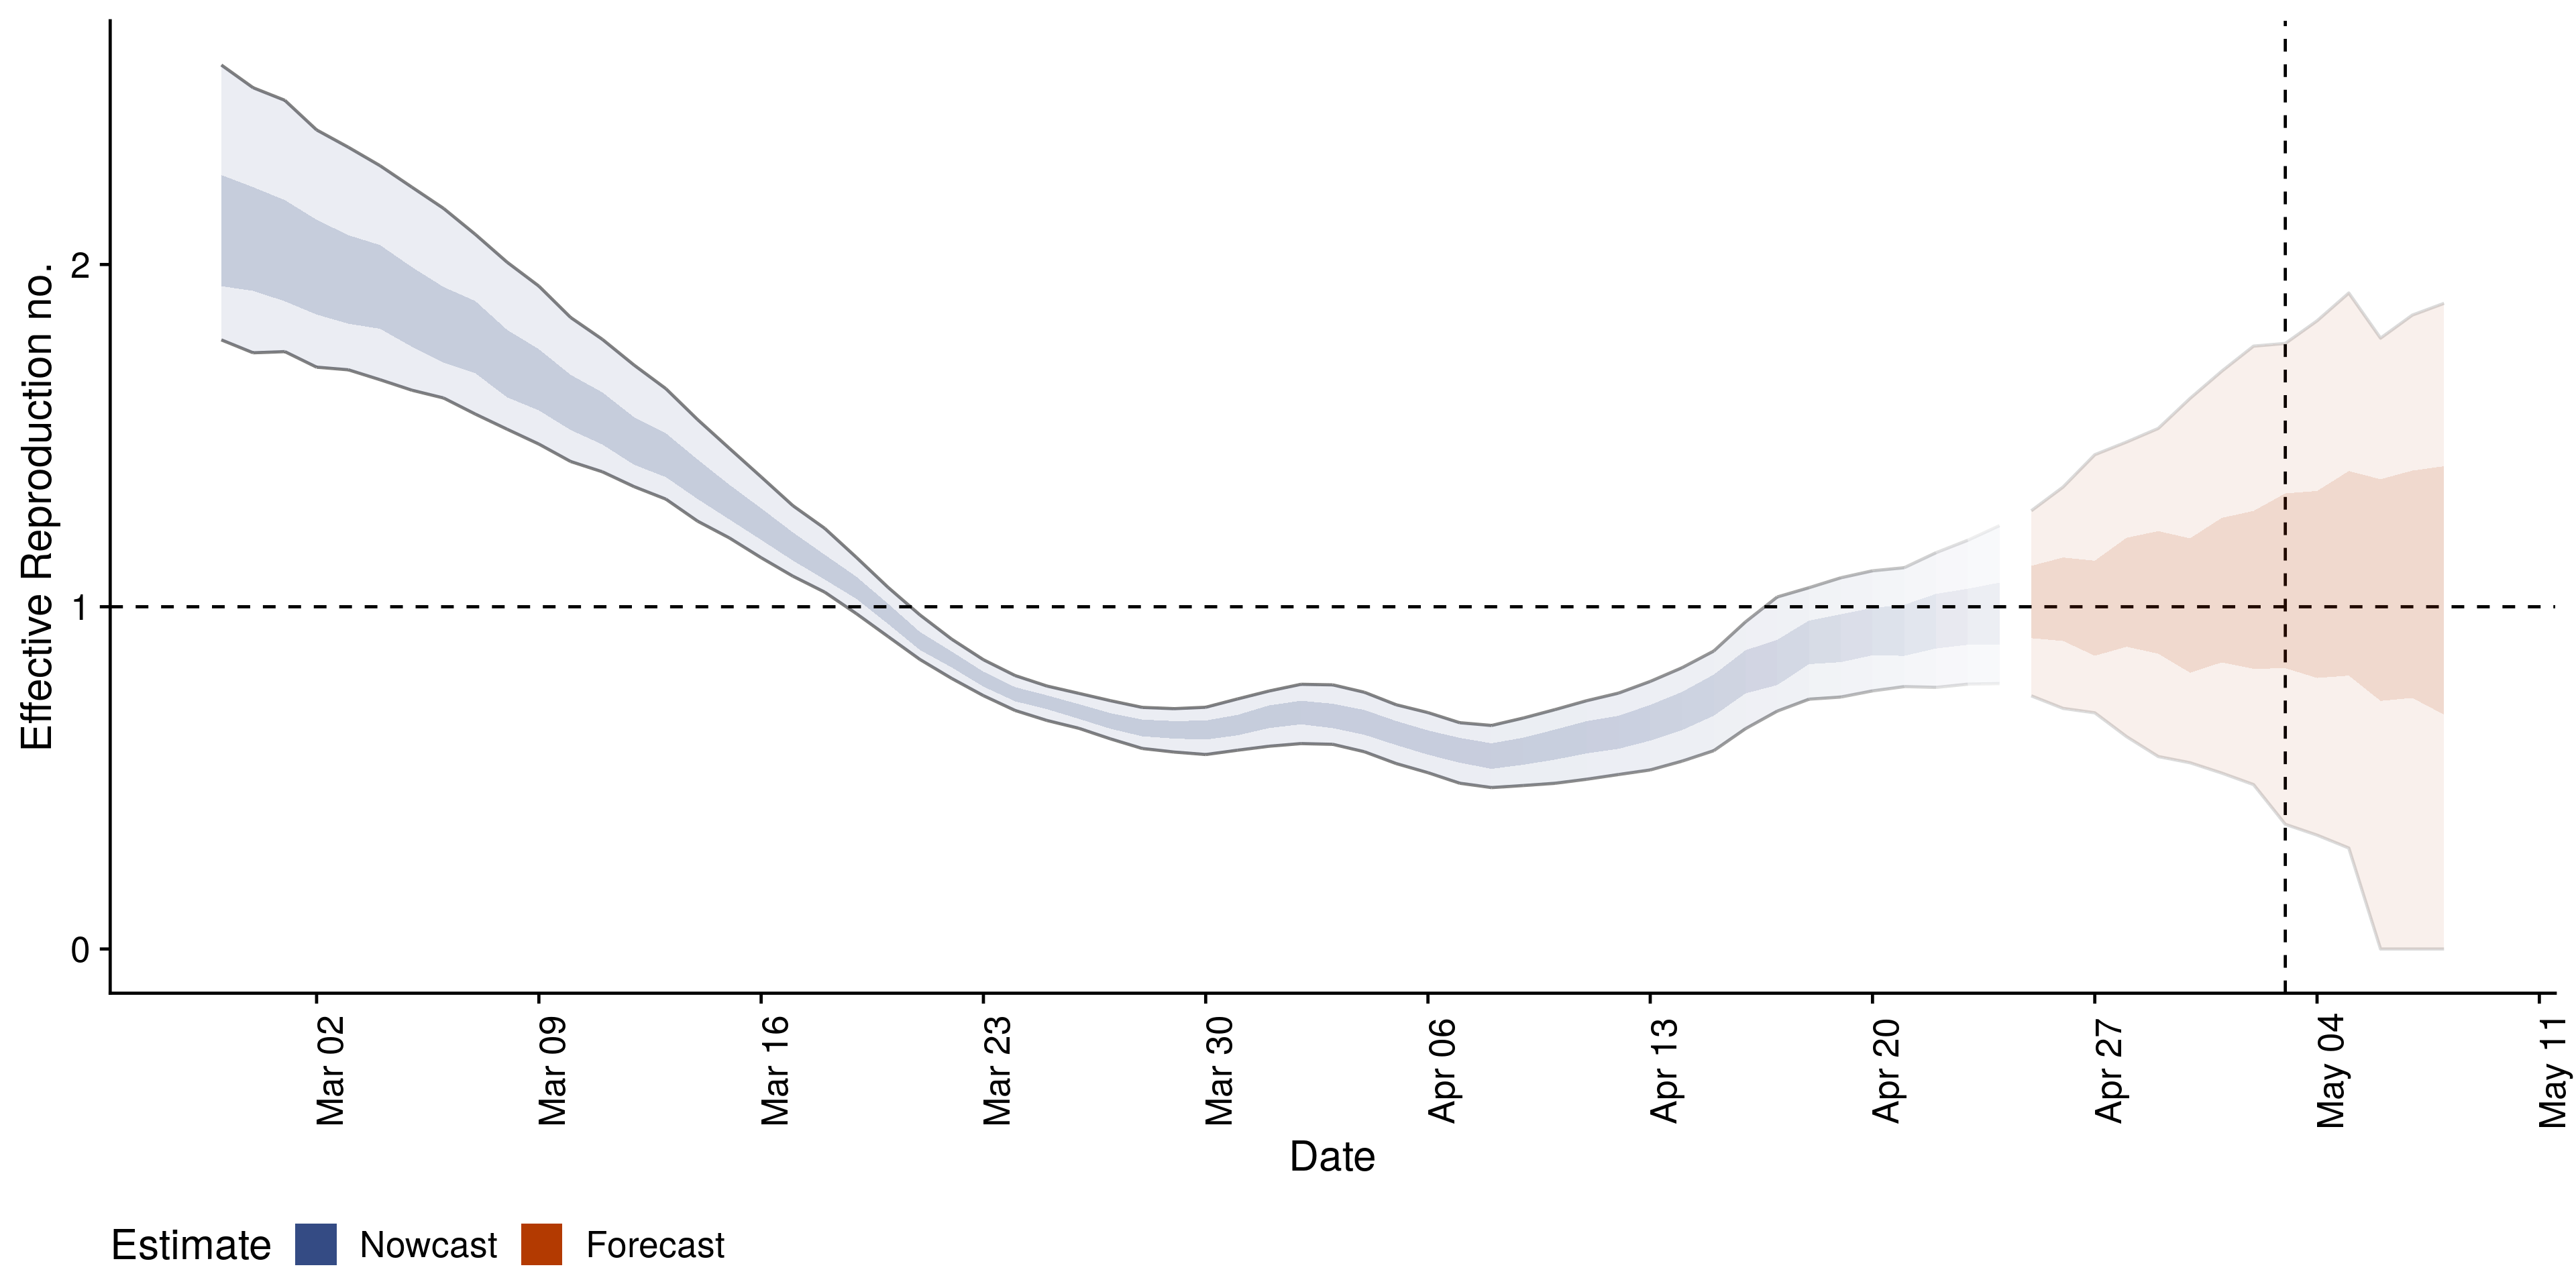 Effective Reproduction no.
2
1
0
Mar 02
Mar 09
Mar 16
Mar 23
Mar 30
Apr 06
Apr 13
Apr 20
Apr 27
May 04
May 11
Date
Estimate Nowcast Forecast